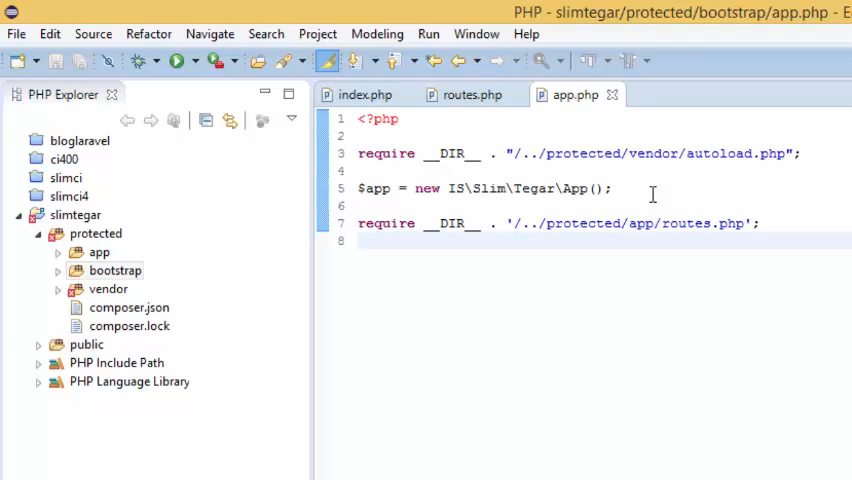 PHP - slimtegar/protected/bootstrap/app.php - E
File Edit Source Refactor Navigate Search Project Modeling Run Window Help
PHP Explorer
index.php routes.php app.php
bloglaravel
ci400
slimci
slimci4
slimtegar
protected
app
bootstrap
vendor
composer.json
composer.lock
public
PHP Include Path
PHP Language Library
1 <?php
2
3 require __DIR__ . "/../protected/vendor/autoload.php";
4
5 $app = new IS\Slim\Tegar\App();
6
7 require __DIR__ . '/../protected/app/routes.php';
8